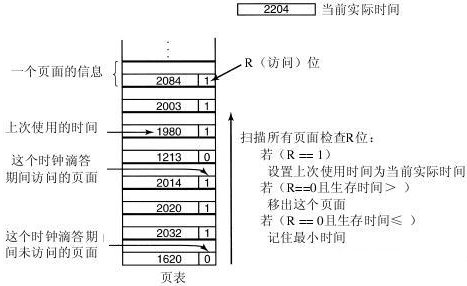 2204 当前实际时间
一个页面的信息
R（访问）位
2084 1
2003 1
上次使用的时间
1980 1
这个时钟滴答
期间访问的页面
1213 0
2014 1
2020 1
这个时钟滴答期
间未访问的页面
2032 1
1620 0
页表
扫描所有页面检查R位：
若（R == 1）
设置上次使用时间为当前实际时间
若（R==0且生存时间＞ ）
移出这个页面
若（R == 0且生存时间≤ ）
记住最小时间